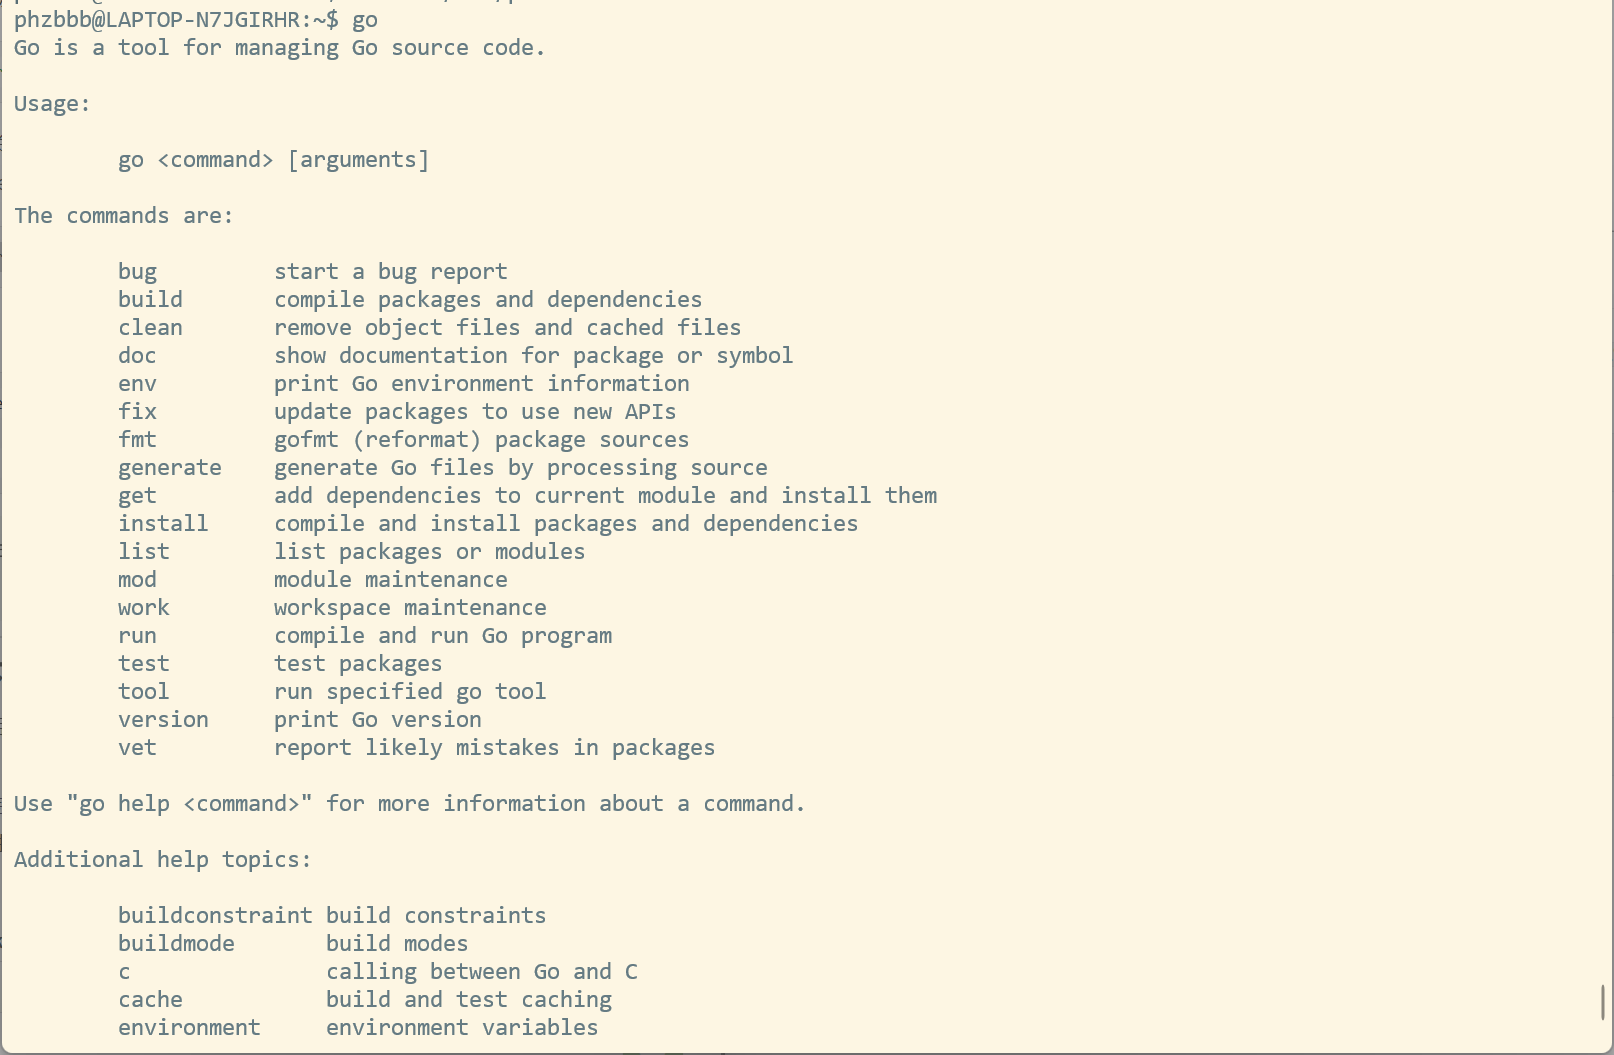 phzbbb@LAPTOP-N7JGIRHR:~$ go
Go is a tool for managing Go source code.

Usage:

        go <command> [arguments]

The commands are:

        bug         start a bug report
        build       compile packages and dependencies
        clean       remove object files and cached files
        doc         show documentation for package or symbol
        env         print Go environment information
        fix         update packages to use new APIs
        fmt         gofmt (reformat) package sources
        generate    generate Go files by processing source
        get         add dependencies to current module and install them
        install     compile and install packages and dependencies
        list        list packages or modules
        mod         module maintenance
        work        workspace maintenance
        run         compile and run Go program
        test        test packages
        tool        run specified go tool
        version     print Go version
        vet         report likely mistakes in packages

Use "go help <command>" for more information about a command.

Additional help topics:

        buildconstraint build constraints
        buildmode       build modes
        c               calling between Go and C
        cache           build and test caching
        environment     environment variables